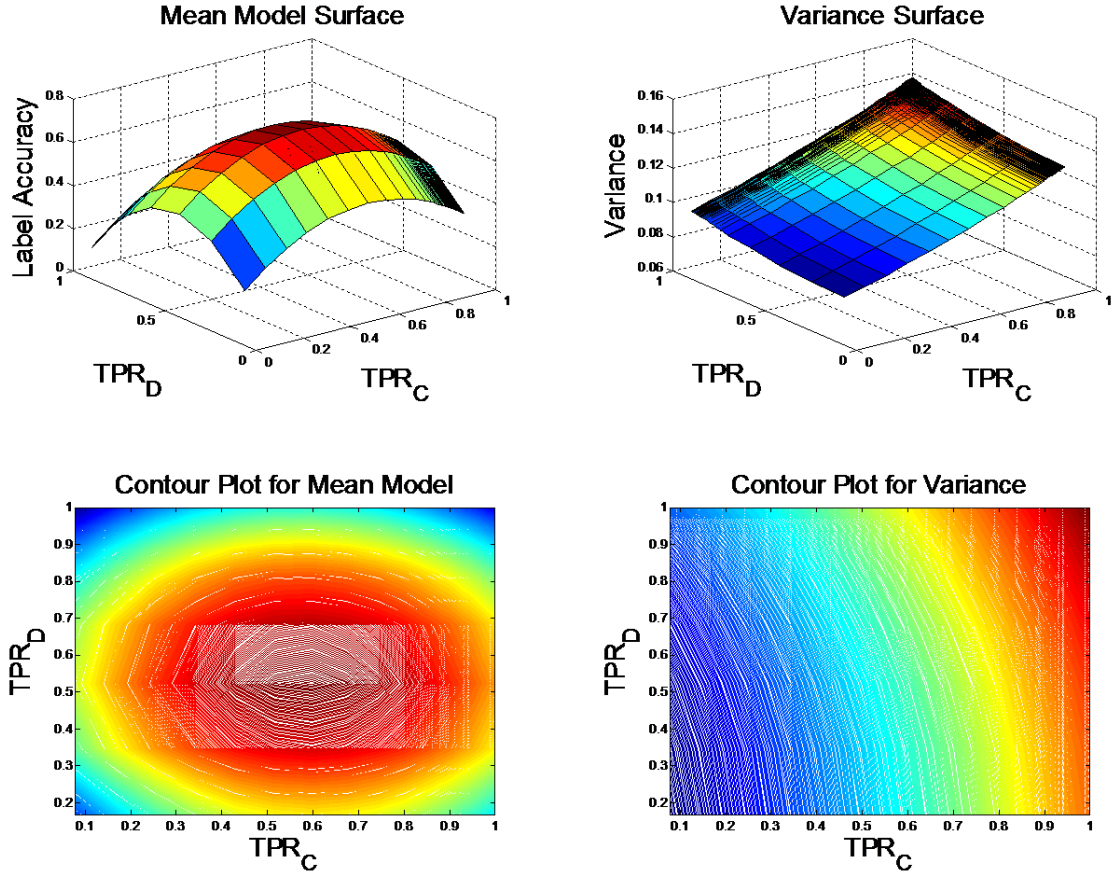 Mean Model Surface
Label Accuracy
0.8
0.6
0.4
0.2
0
1
0.5
0
TPR_D
0
0.2
0.4
0.6
0.8
1
TPR_C
Variance Surface
Variance
0.16
0.14
0.12
0.1
0.08
0.06
1
0.5
0
TPR_D
0
0.2
0.4
0.6
0.8
1
TPR_C
Contour Plot for Mean Model
TPR_D
1
0.9
0.8
0.7
0.6
0.5
0.4
0.3
0.2
0.1 0.2 0.3 0.4 0.5 0.6 0.7 0.8 0.9 1
TPR_C
Contour Plot for Variance
TPR_D
1
0.9
0.8
0.7
0.6
0.5
0.4
0.3
0.2
0.1 0.2 0.3 0.4 0.5 0.6 0.7 0.8 0.9 1
TPR_C